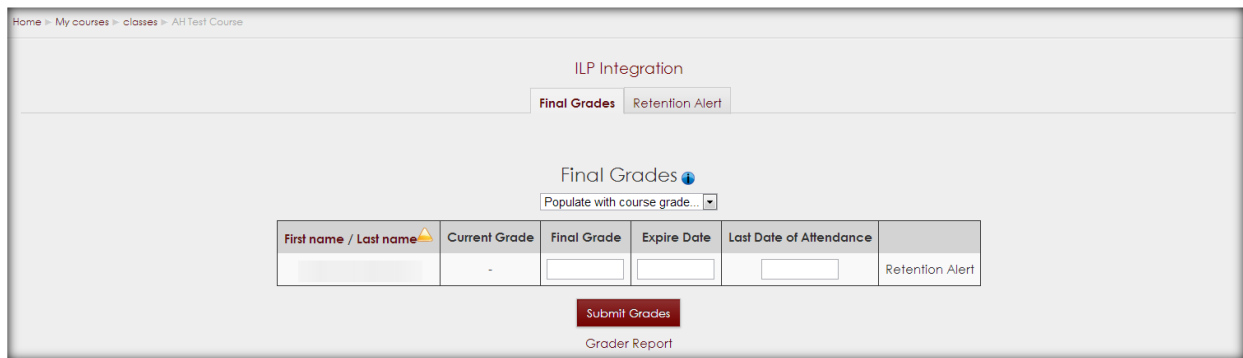 Home ► My courses ► classes ► AH Test Course
ILP Integration
Final Grades Retention Alert
Final Grades
Populate with course grade...
First name / Last name Current Grade Final Grade Expire Date Last Date of Attendance
- Retention Alert
Submit Grades
Grader Report